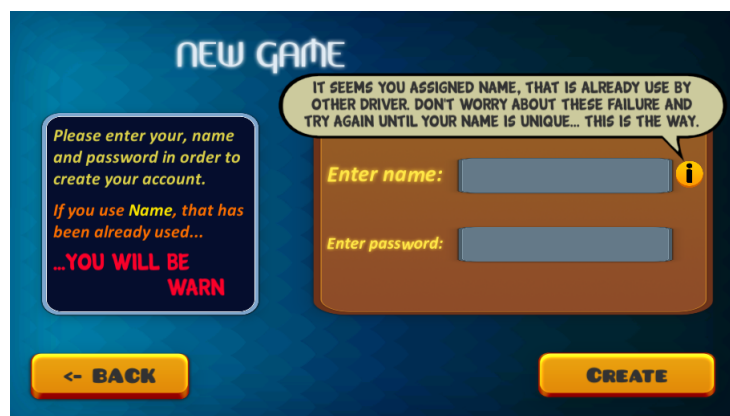 NEW GAME
IT SEEMS YOU ASSIGNED NAME, THAT IS ALREADY USE BY
OTHER DRIVER. DON'T WORRY ABOUT THESE FAILURE AND
TRY AGAIN UNTIL YOUR NAME IS UNIQUE... THIS IS THE WAY.
Please enter your, name
and password in order to
create your account.
If you use Name, that has
been already used...
...YOU WILL BE
WARN
Enter name:
i
Enter password:
<- BACK
CREATE